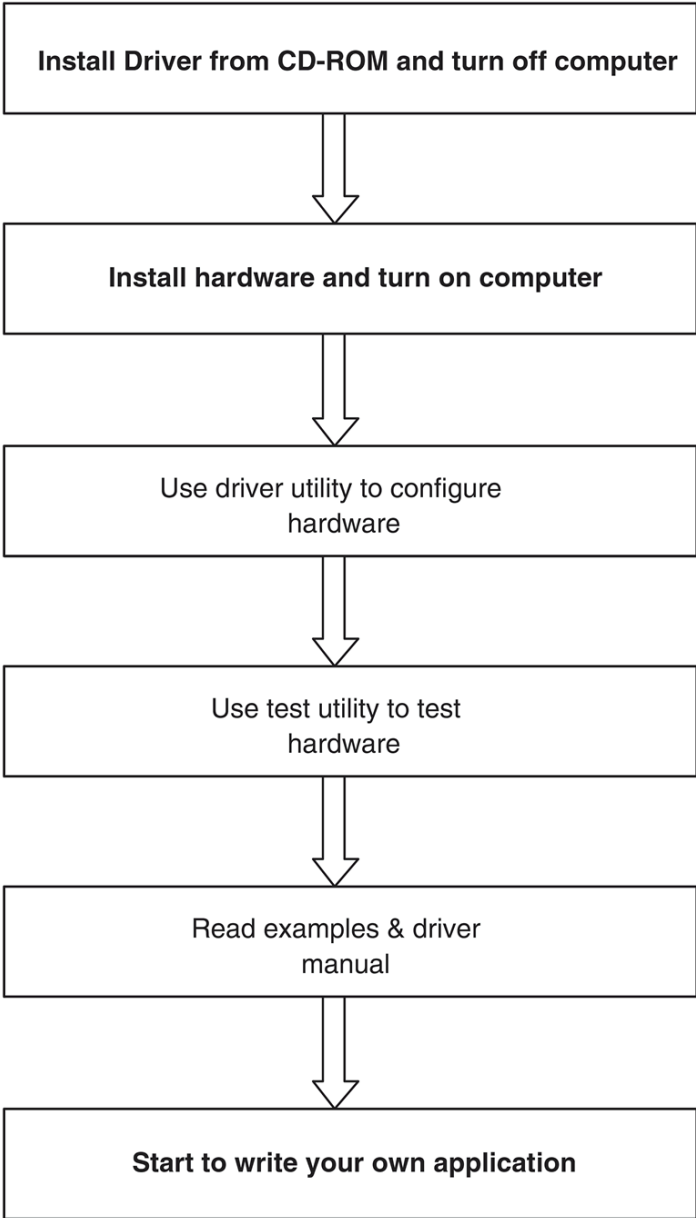 Install Driver from CD-ROM and turn off computer
Install hardware and turn on computer
Use driver utility to configure
hardware
Use test utility to test
hardware
Read examples & driver
manual
Start to write your own application